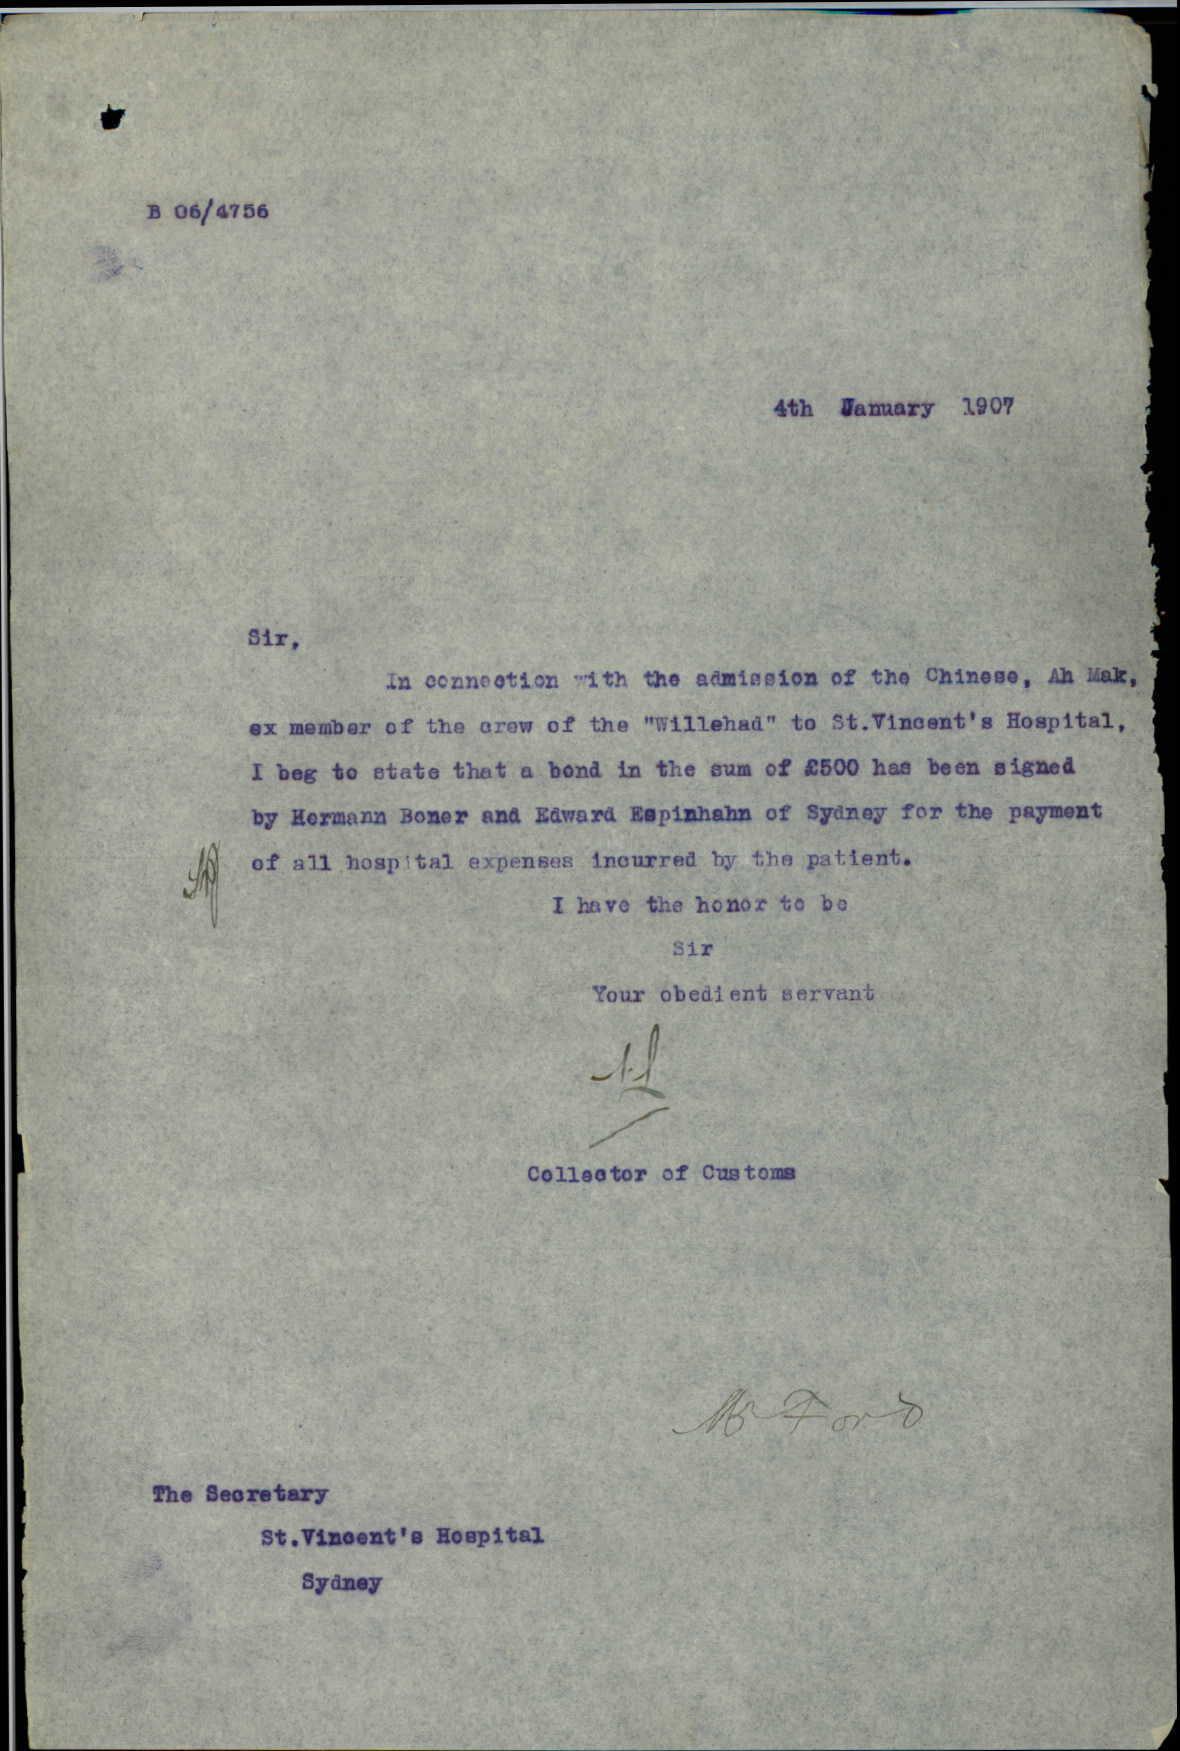 B 06/4756
4th January 1907
Sir,
In connection with the admission of the Chinese, Ah Mak,
ex member of the crew of the "Willehad" to St.Vincent's Hospital,
I beg to state that a bond in the sum of £500 has been signed
by Hermann Boner and Edward Espinhahn of Sydney for the payment
of all hospital expenses incurred by the patient.
I have the honor to be
Sir
Your obedient servant
Collector of Customs
Mr Ford
The Secretary
St.Vincent's Hospital
Sydney